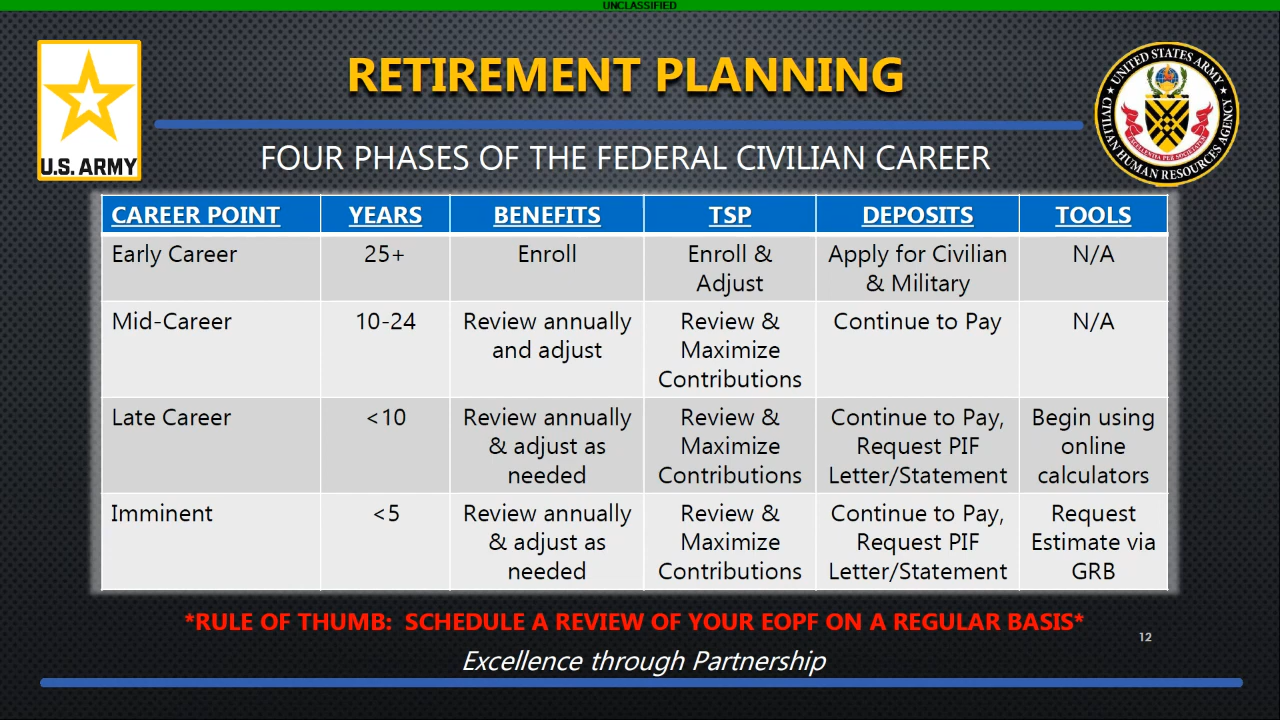 UNCLASSIFIED
RETIREMENT PLANNING
U.S. ARMY
UNITED STATES ARMY
CIVILIAN HUMAN RESOURCES AGENCY
FOUR PHASES OF THE FEDERAL CIVILIAN CAREER
CAREER POINT YEARS BENEFITS TSP DEPOSITS TOOLS
Early Career 25+ Enroll Enroll & Apply for Civilian N/A
Adjust & Military
Mid-Career 10-24 Review annually Review & Continue to Pay N/A
and adjust Maximize
Contributions
Late Career <10 Review annually Review & Continue to Pay, Begin using
& adjust as Maximize Request PIF online
needed Contributions Letter/Statement calculators
Imminent <5 Review annually Review & Continue to Pay, Request
& adjust as Maximize Request PIF Estimate via
needed Contributions Letter/Statement GRB
*RULE OF THUMB: SCHEDULE A REVIEW OF YOUR EOPF ON A REGULAR BASIS*
12
Excellence through Partnership